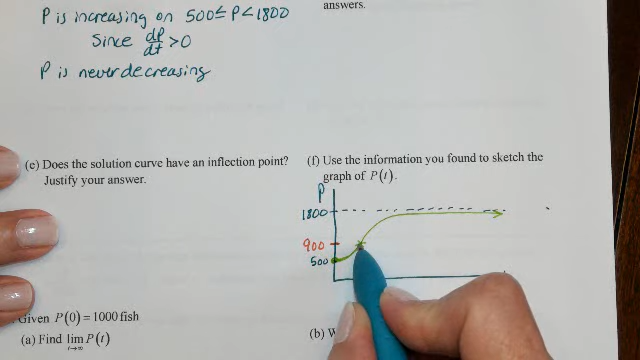 P is increasing on 500 ≤ P < 1800
Since dP/dt > 0
P is never decreasing
answers.
(e) Does the solution curve have an inflection point?
Justify your answer.
(f) Use the information you found to sketch the
graph of P(t).
P
1800
900
500
Given P(0) = 1000 fish
(a) Find lim t→∞ P(t)
(b)